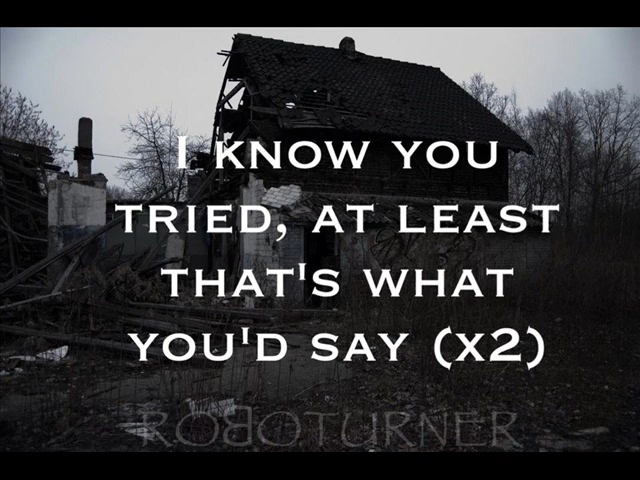 I KNOW YOU
TRIED, AT LEAST
THAT'S WHAT
YOU'D SAY (X2)
ROBOTURNER